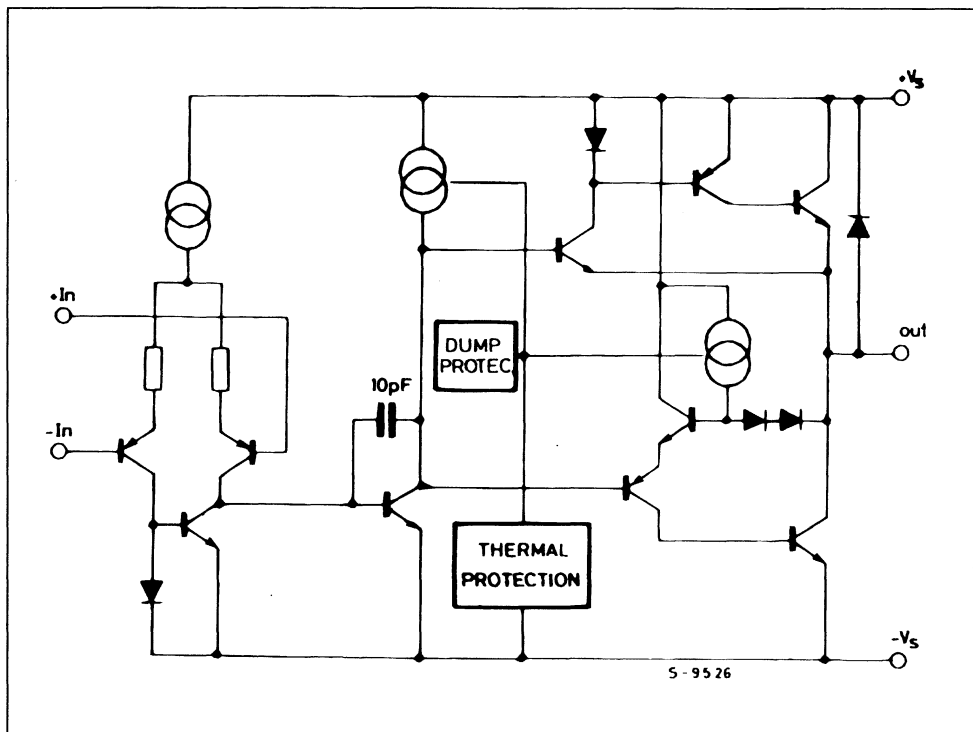 +Vs
+In
DUMP
PROTEC.
out
10pF
-In
THERMAL
PROTECTION
-Vs
S-9526